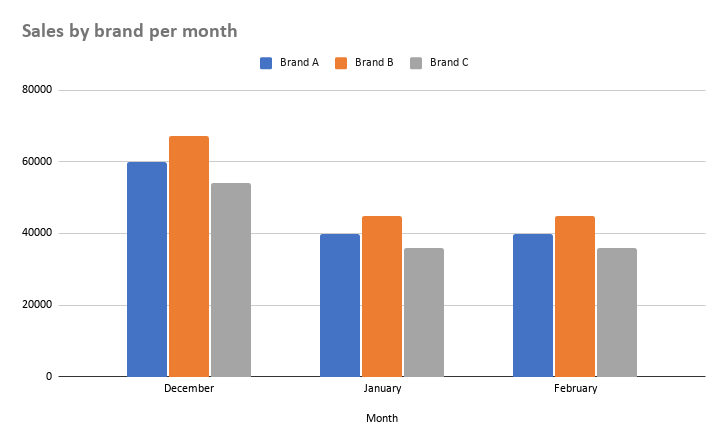 Sales by brand per month
Brand A Brand B Brand C
80000
60000
40000
20000
0
December January February
Month